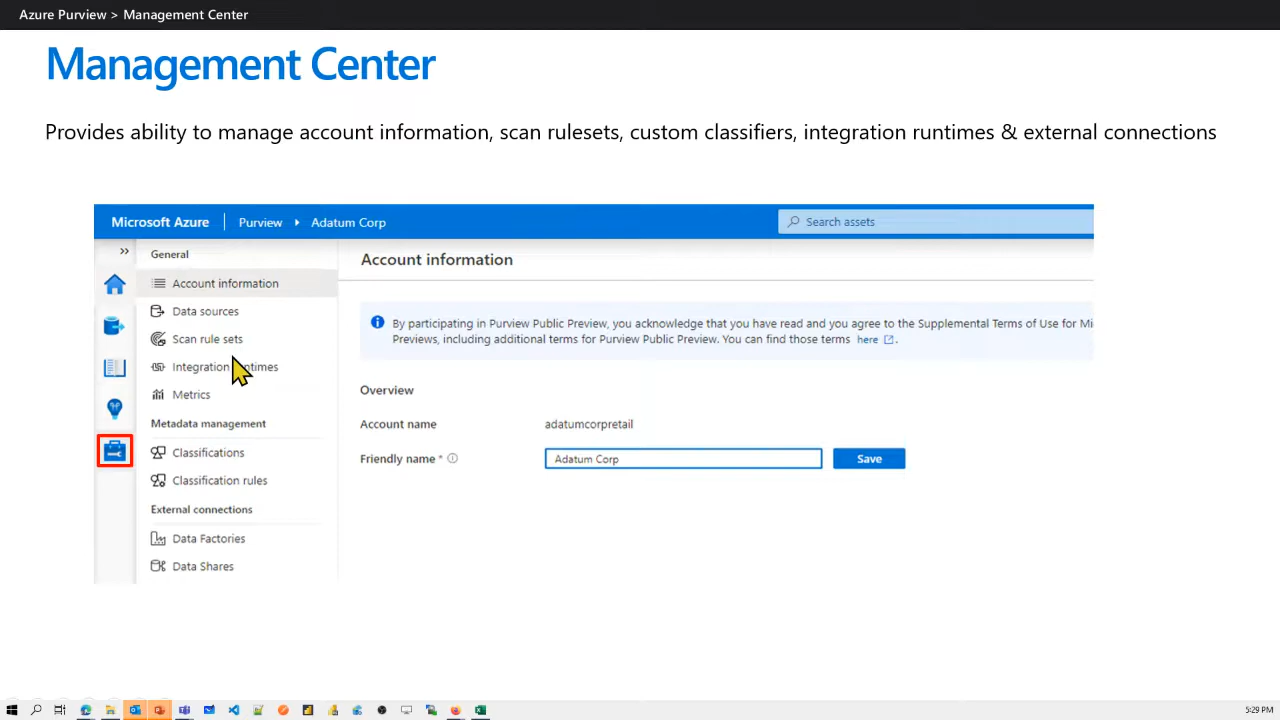 Azure Purview > Management Center
Management Center
Provides ability to manage account information, scan rulesets, custom classifiers, integration runtimes & external connections
Microsoft Azure
Purview
Adatum Corp
Search assets
General
Account information
Data sources
Scan rule sets
Integration
Metrics
Metadata management
Classifications
Classification rules
External connections
Data Factories
Data Shares
Account information
By participating in Purview Public Preview, you acknowledge that you have read and you agree to the Supplemental Terms of Use for Mi
Previews, including additional terms for Purview Public Preview. You can find those terms here.
Overview
Account name adatumcorpretail
Friendly name * Adatum Corp
Save
5:29 PM